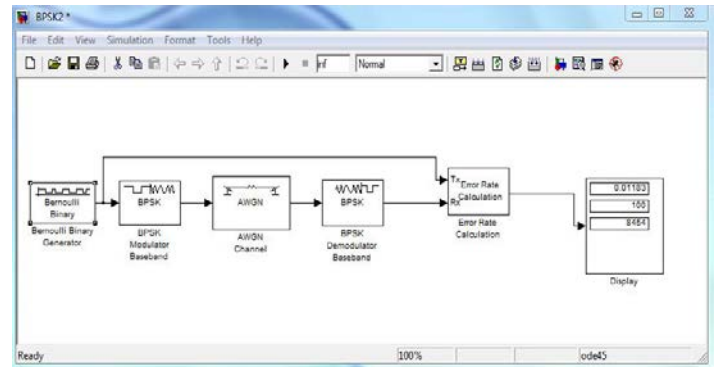 BPSK2 *
File Edit View Simulation Format Tools Help
inf Normal
Bernoulli
Binary
Bernoulli Binary
Generator
BPSK
BPSK
Modulator
Baseband
AWGN
AWGN
Channel
BPSK
BPSK
Demodulator
Baseband
Tx
Rx
Error Rate
Calculation
Error Rate
Calculation
0.01183
100
8454
Display
Ready 100% ode45